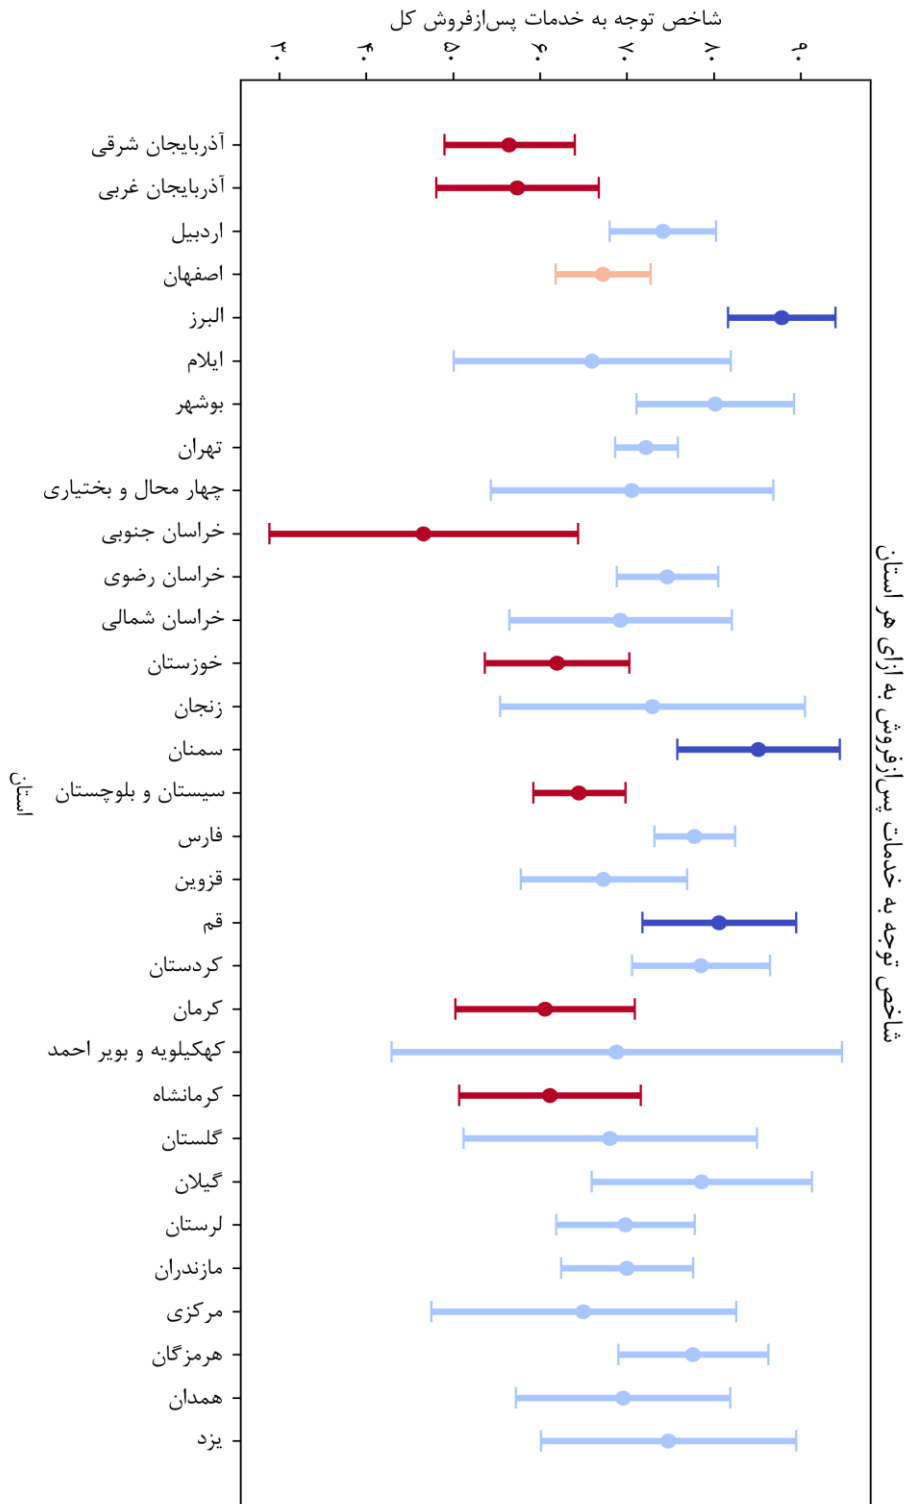 شاخص توجه به خدمات پس‌ازفروش کل
۳۰ ۴۰ ۵۰ ۶۰ ۷۰ ۸۰ ۹۰
آذربایجان شرقی
آذربایجان غربی
اردبیل
اصفهان
البرز
ایلام
بوشهر
تهران
چهار محال و بختیاری
خراسان جنوبی
خراسان رضوی
خراسان شمالی
خوزستان
زنجان
سمنان
سیستان و بلوچستان
فارس
قزوین
قم
کردستان
کرمان
کهکیلویه و بویر احمد
کرمانشاه
گلستان
گیلان
لرستان
مازندران
مرکزی
هرمزگان
همدان
یزد
استان
شاخص توجه به خدمات پس‌ازفروش به ازای هر استان